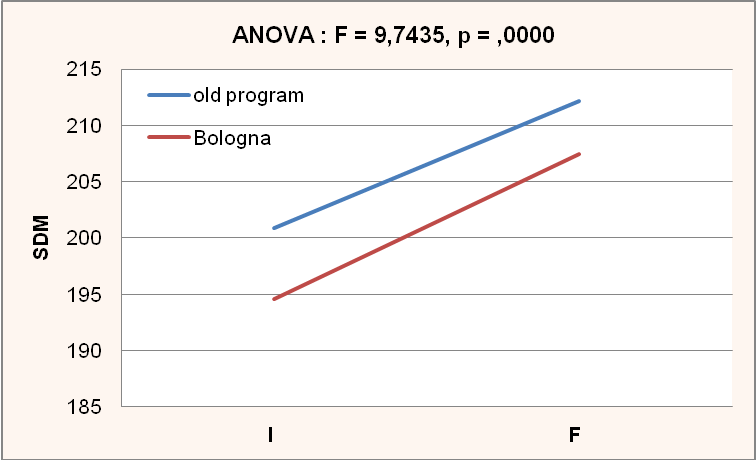 ANOVA : F = 9,7435, p = ,0000
215
210
205
200
195
190
185
SDM
old program
Bologna
I
F